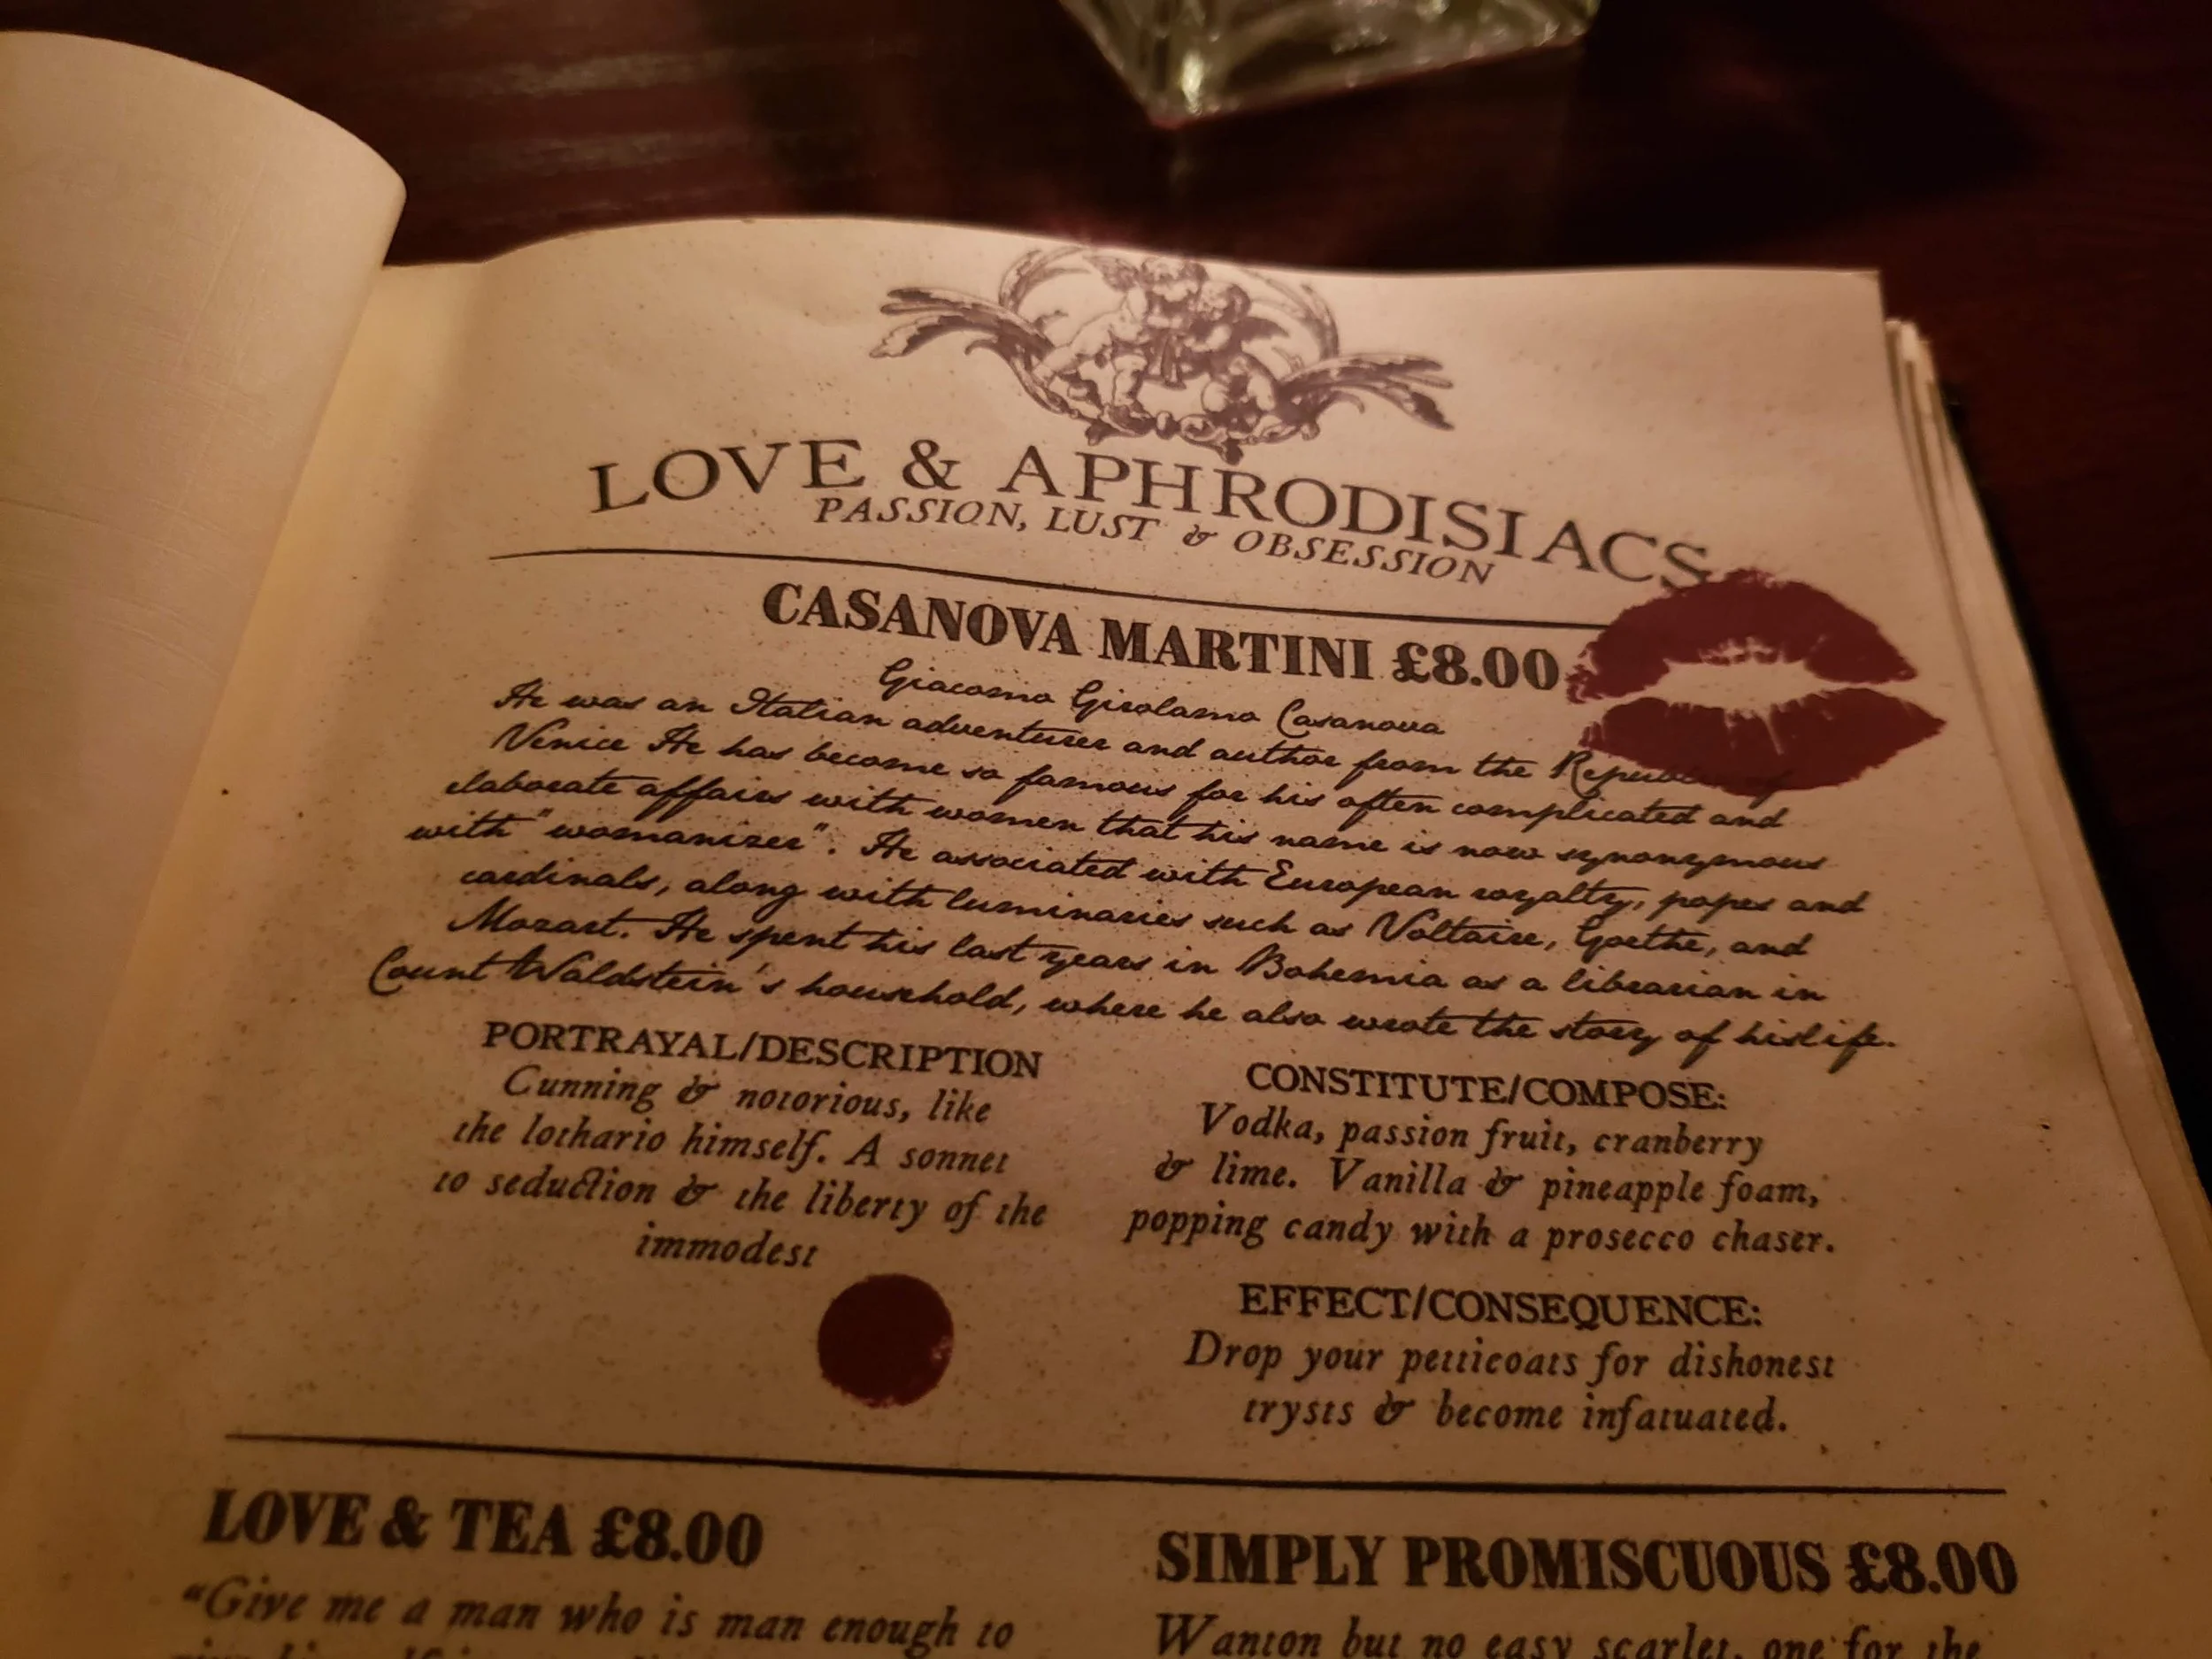 LOVE & APHRODISIACS
PASSION, LUST & OBSESSION
CASANOVA MARTINI £8.00
Giacomo Girolamo Casanova
He was an Italian adventurer and author from the Republic of
Venice He has become so famous for his often complicated and
elaborate affairs with women that his name is now synonymous
with "womanizer". He associated with European royalty, popes and
cardinals, along with luminaries such as Voltaire, Goethe, and
Mozart. He spent his last years in Bohemia as a librarian in
Count Waldstein's household, where he also wrote the story of hislife.
PORTRAYAL/DESCRIPTION
Cunning & notorious, like
the lothario himself. A sonnet
to seduction & the liberty of the
immodest
CONSTITUTE/COMPOSE:
Vodka, passion fruit, cranberry
& lime. Vanilla & pineapple foam,
popping candy with a prosecco chaser.
EFFECT/CONSEQUENCE:
Drop your petticoats for dishonest
trysts & become infatuated.
LOVE & TEA £8.00
"Give me a man who is man enough to
SIMPLY PROMISCUOUS £8.00
Wanton but no easy scarlet, one for the